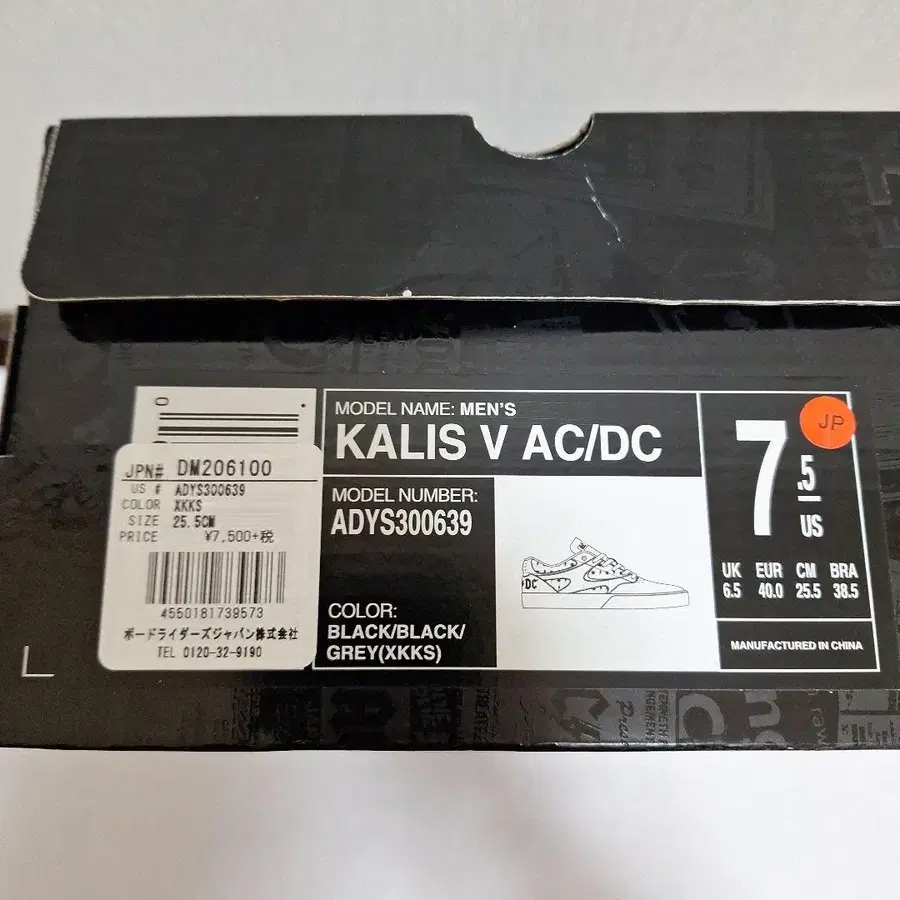 JPN# DM206100
US # ADYS300639
COLOR XKKS
SIZE 25.5CM
PRICE ¥7,500+税
4550181739573
ボードライダーズジャパン株式会社
TEL 0120-32-9190
MODEL NAME: MEN'S
KALIS V AC/DC
MODEL NUMBER:
ADYS300639
COLOR:
BLACK/BLACK/
GREY(XKKS)
DC
7.5
US
JP
UK EUR CM BRA
6.5 40.0 25.5 38.5
MANUFACTURED IN CHINA